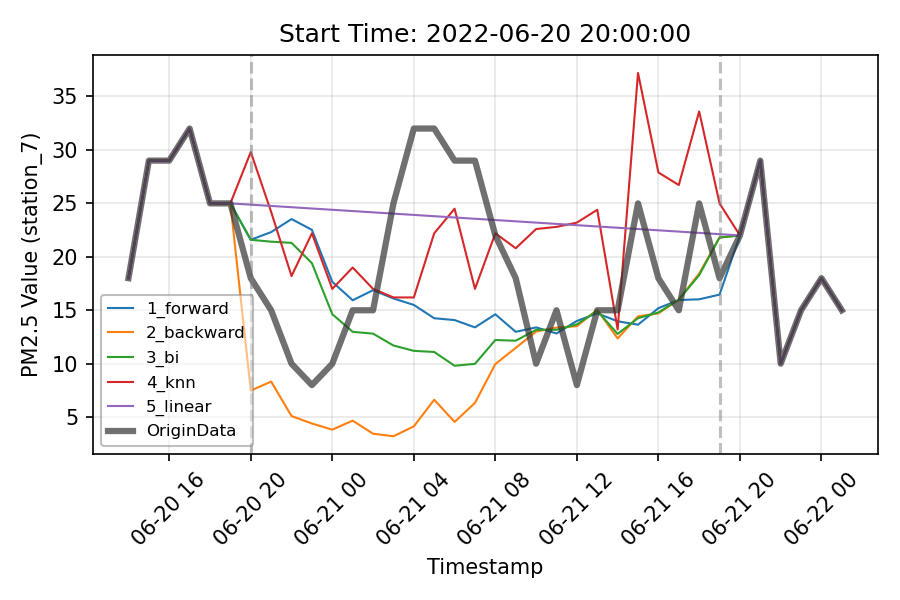 Start Time: 2022-06-20 20:00:00
PM2.5 Value (station_7)
35
30
25
20
15
10
5
1_forward
2_backward
3_bi
4_knn
5_linear
OriginData
06-20 16
06-20 20
06-21 00
06-21 04
06-21 08
06-21 12
06-21 16
06-21 20
06-22 00
Timestamp